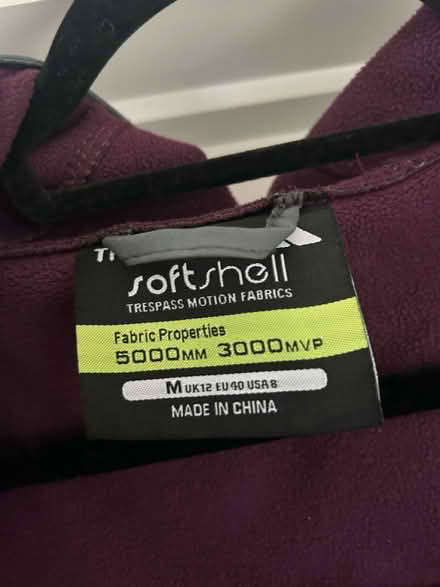 softshell
TRESPASS MOTION FABRICS
Fabric Properties
5000MM 3000MVP
M UK12 EU40 USA8
MADE IN CHINA